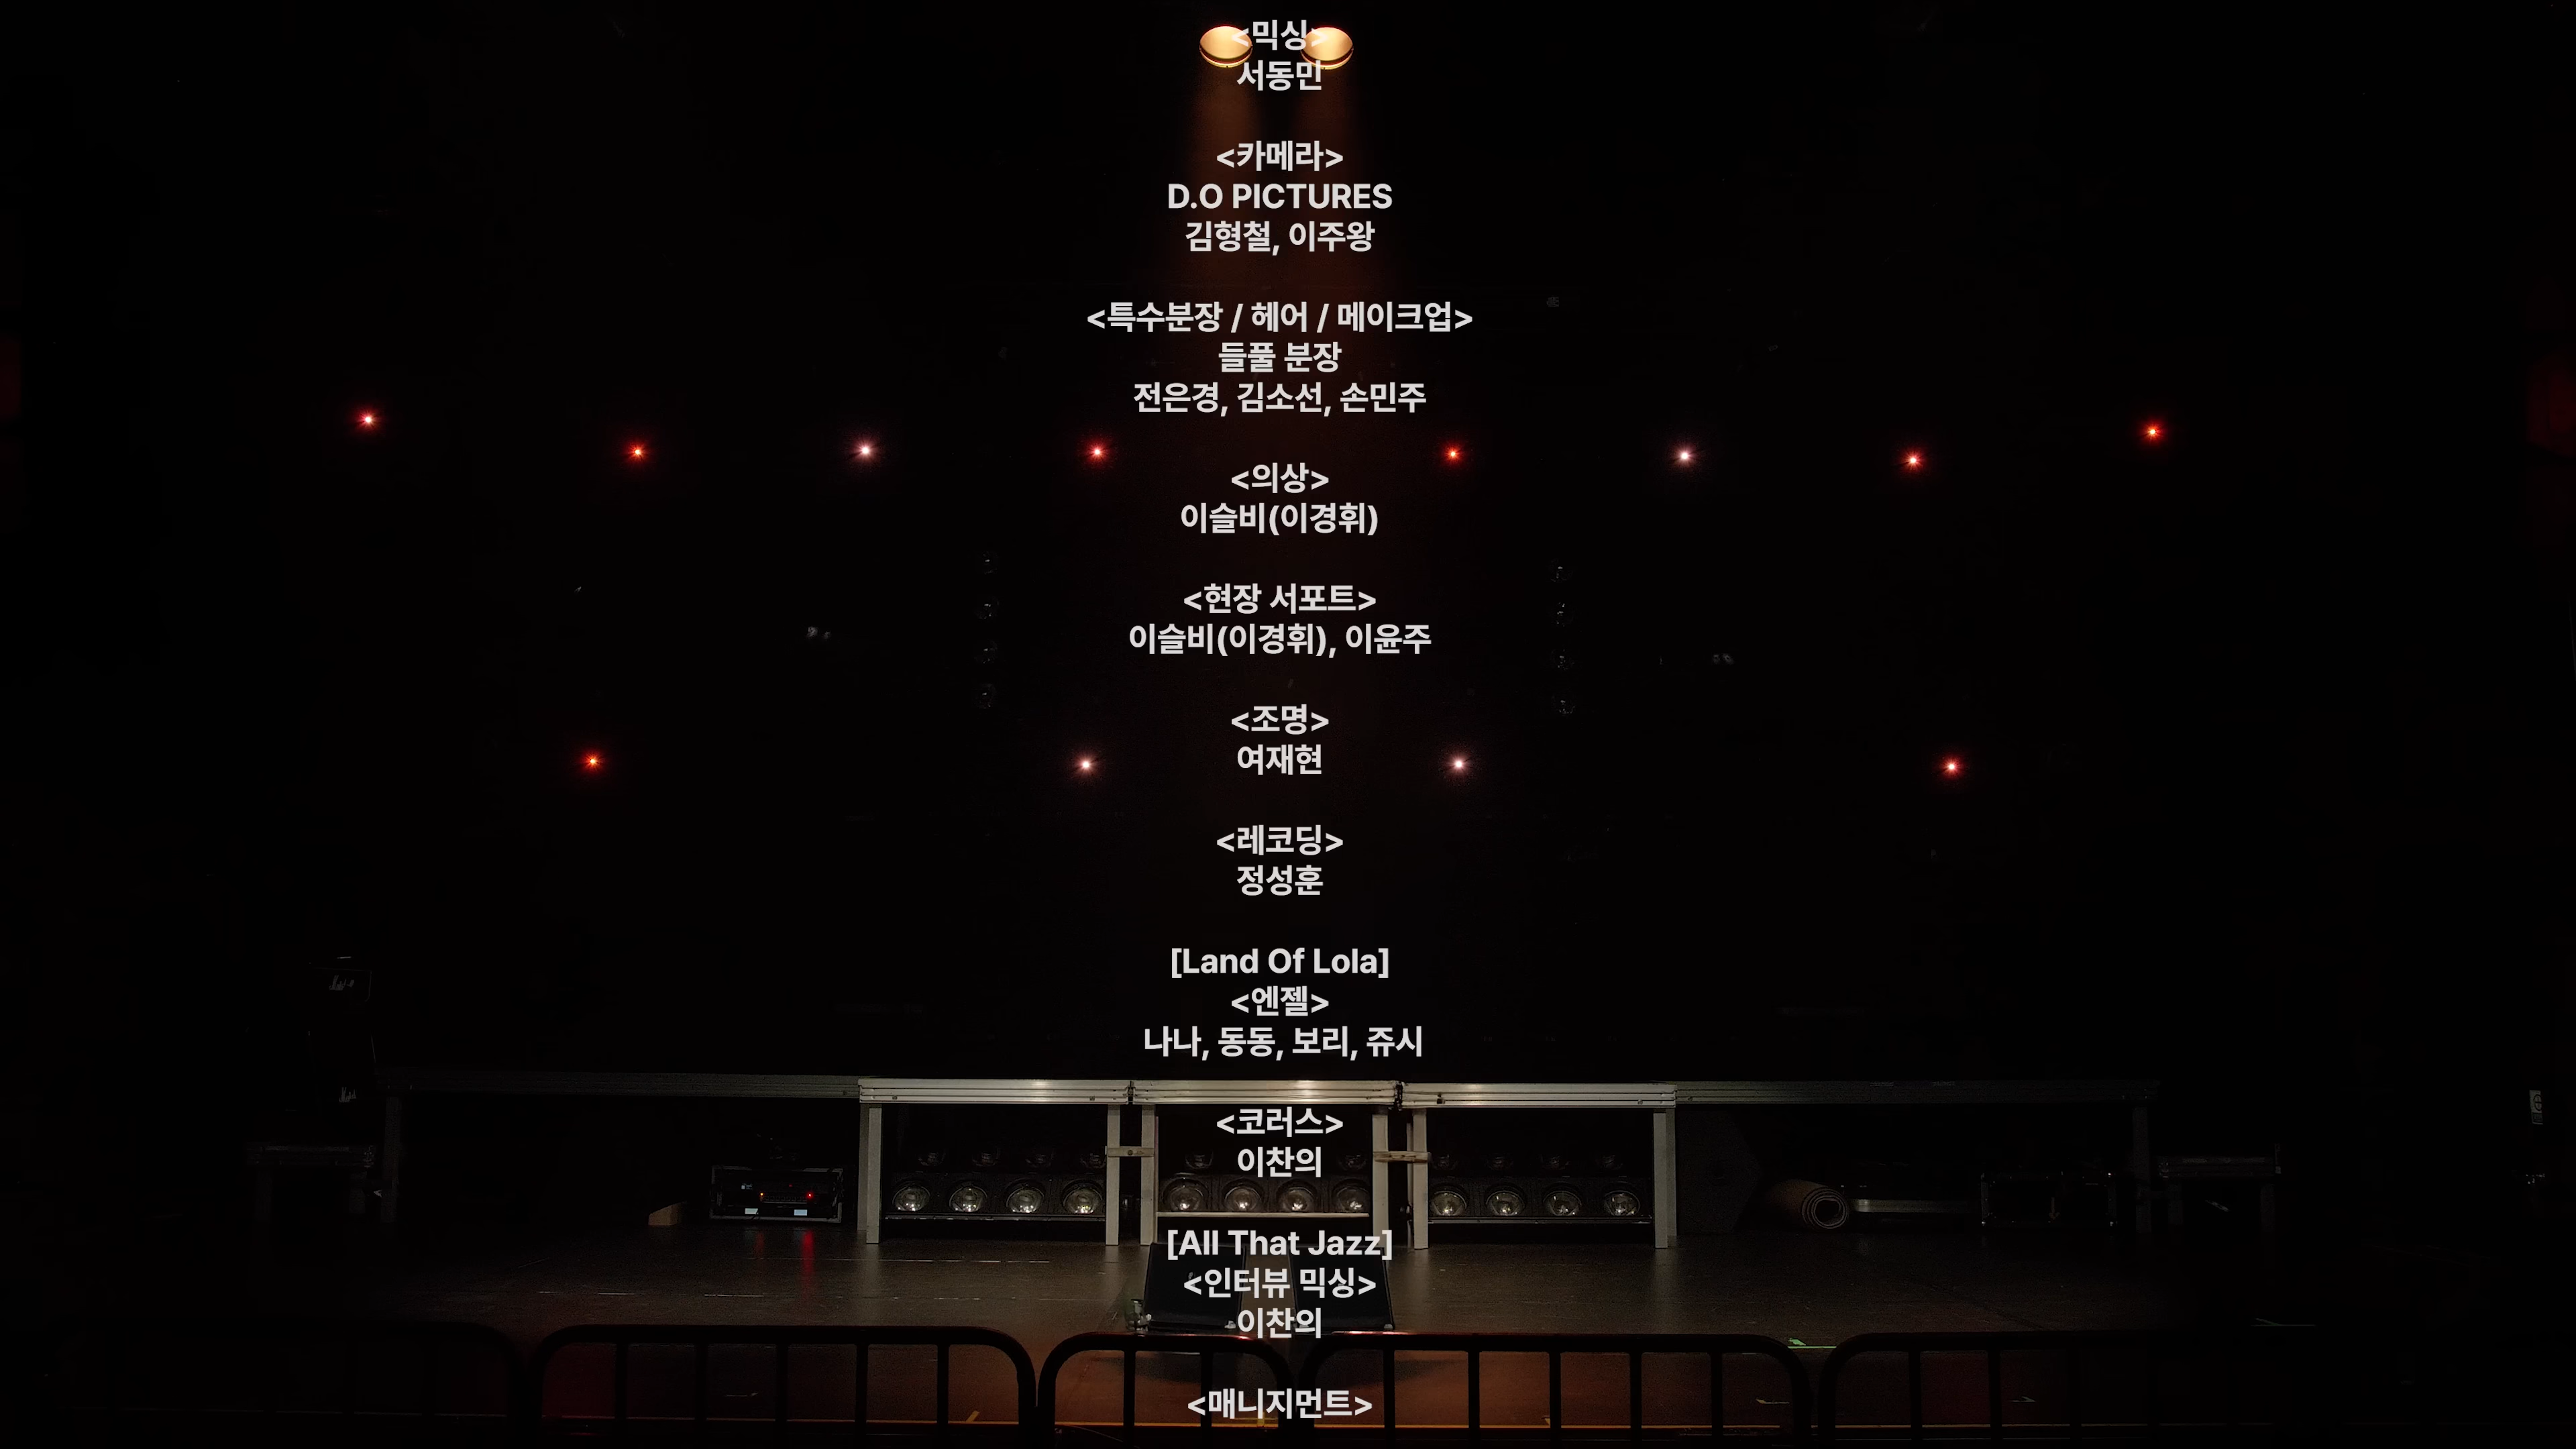 <믹싱>
서동민
<카메라>
D.O PICTURES
김형철, 이주왕
<특수분장 / 헤어 / 메이크업>
들풀 분장
전은경, 김소선, 손민주
<의상>
이슬비(이경휘)
<현장 서포트>
이슬비(이경휘), 이윤주
<조명>
여재현
<레코딩>
정성훈
[Land Of Lola]
<엔젤>
나나, 동동, 보리, 쥬시
<코러스>
이찬의
[All That Jazz]
<인터뷰 믹싱>
이찬의
<매니지먼트>